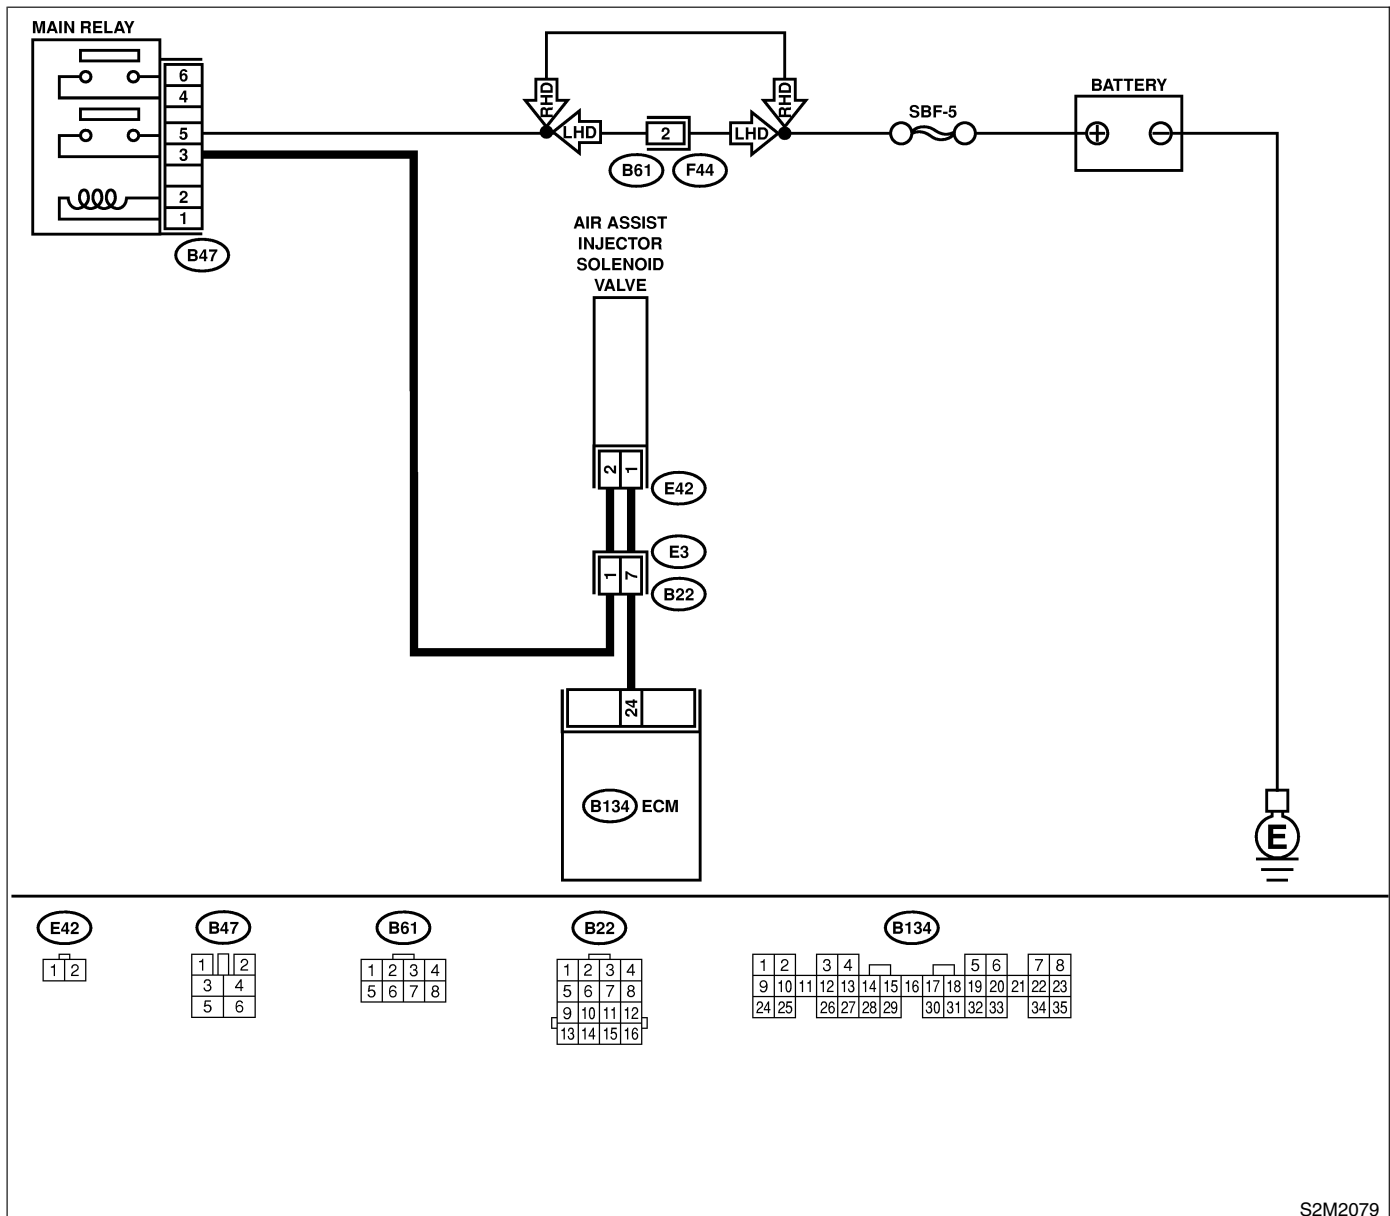 MAIN RELAY
6
4
5
3
2
1
B47
RHD
LHD
2
LHD
RHD
B61
F44
SBF-5
BATTERY
+
−
AIR ASSIST
INJECTOR
SOLENOID
VALVE
2 1
E42
E3
1 7
B22
24
B134 ECM
E
E42
1 2
B47
1 2
3 4
5 6
B61
1 2 3 4
5 6 7 8
B22
1 2 3 4
5 6 7 8
9 10 11 12
13 14 15 16
B134
1 2 3 4 5 6 7 8
9 10 11 12 13 14 15 16 17 18 19 20 21 22 23
24 25 26 27 28 29 30 31 32 33 34 35
S2M2079